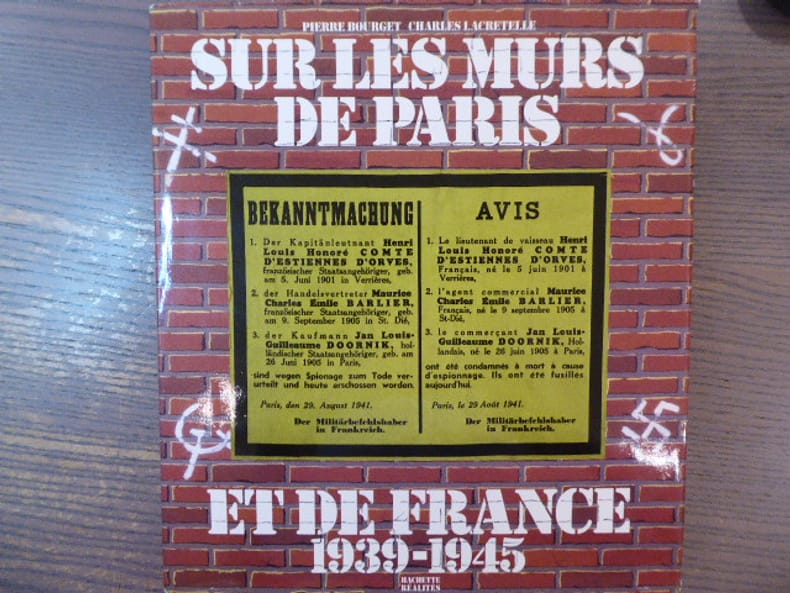 PIERRE BOURGET CHARLES LACRETELLE
SUR LES MURS
DE PARIS
BEKANNTMACHUNG
1. Der Kapitänleutnant Henri
Louis Honoré COMTE
D'ESTIENNES D'ORVES,
französischer Staatsangehöriger, geb.
am 5. Juni 1901 in Verrières,
2. der Handelsvertreter Maurice
Charles Émile BARLIER,
französischer Staatsangehöriger, geb.
am 9. September 1905 in St. Dié,
3. der Kaufmann Jan Louis-
Guilleaume DOORNIK, hol-
ländischer Staatsangehöriger, geb. am
26 Juni 1905 in Paris,
sind wegen Spionage zum Tode ver-
urteilt und heute erschossen worden.
Paris, den 29. August 1941.
Der Militärbefehlshaber
in Frankreich.
AVIS
1. Le lieutenant de vaisseau Henri
Louis Honoré COMTE
D'ESTIENNES D'ORVES,
Français, né le 5 juin 1901 à
Verrières,
2. l'agent commercial Maurice
Charles Émile BARLIER,
Français, né le 9 septembre 1905 à
St-Dié,
3. le commerçant Jan Louis-
Guilleaume DOORNIK, Hol-
landais, né le 26 juin 1905 à Paris,
ont été condamnés à mort à cause
d'espionnage. Ils ont été fusillés
aujourd'hui.
Paris, le 29 Août 1941.
Der Militärbefehlshaber
in Frankreich.
ET DE FRANCE
1939-1945
HACHETTE
RÉALITÉS